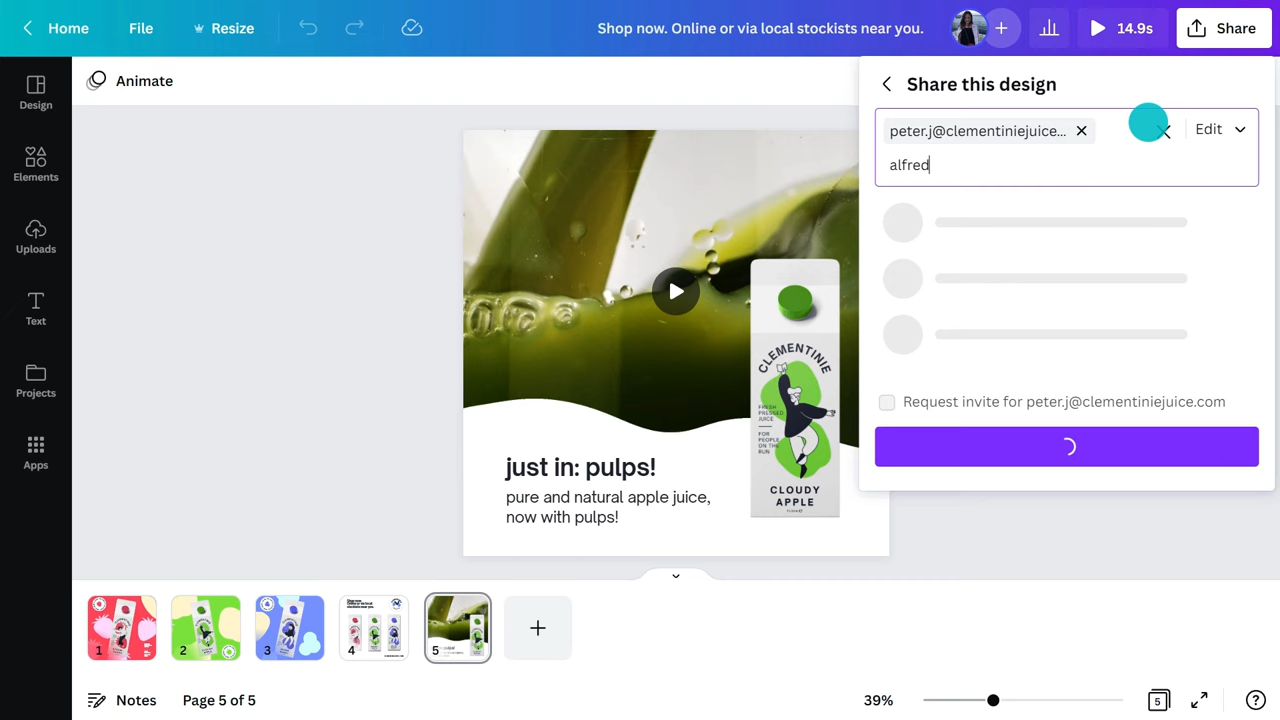 Home
File
Resize
Shop now. Online or via local stockists near you.
14.9s
Share
Animate
Design
Elements
Uploads
Text
Projects
Apps
Share this design
peter.j@clementiniejuice...
Edit
alfred
Request invite for peter.j@clementiniejuice.com
CLEMENTINIE
FRESH
PRESSED
JUICE
FOR
PEOPLE
ON THE
RUN
CLOUDY
APPLE
just in: pulps!
pure and natural apple juice,
now with pulps!
1
2
3
4
5
Notes
Page 5 of 5
39%
5